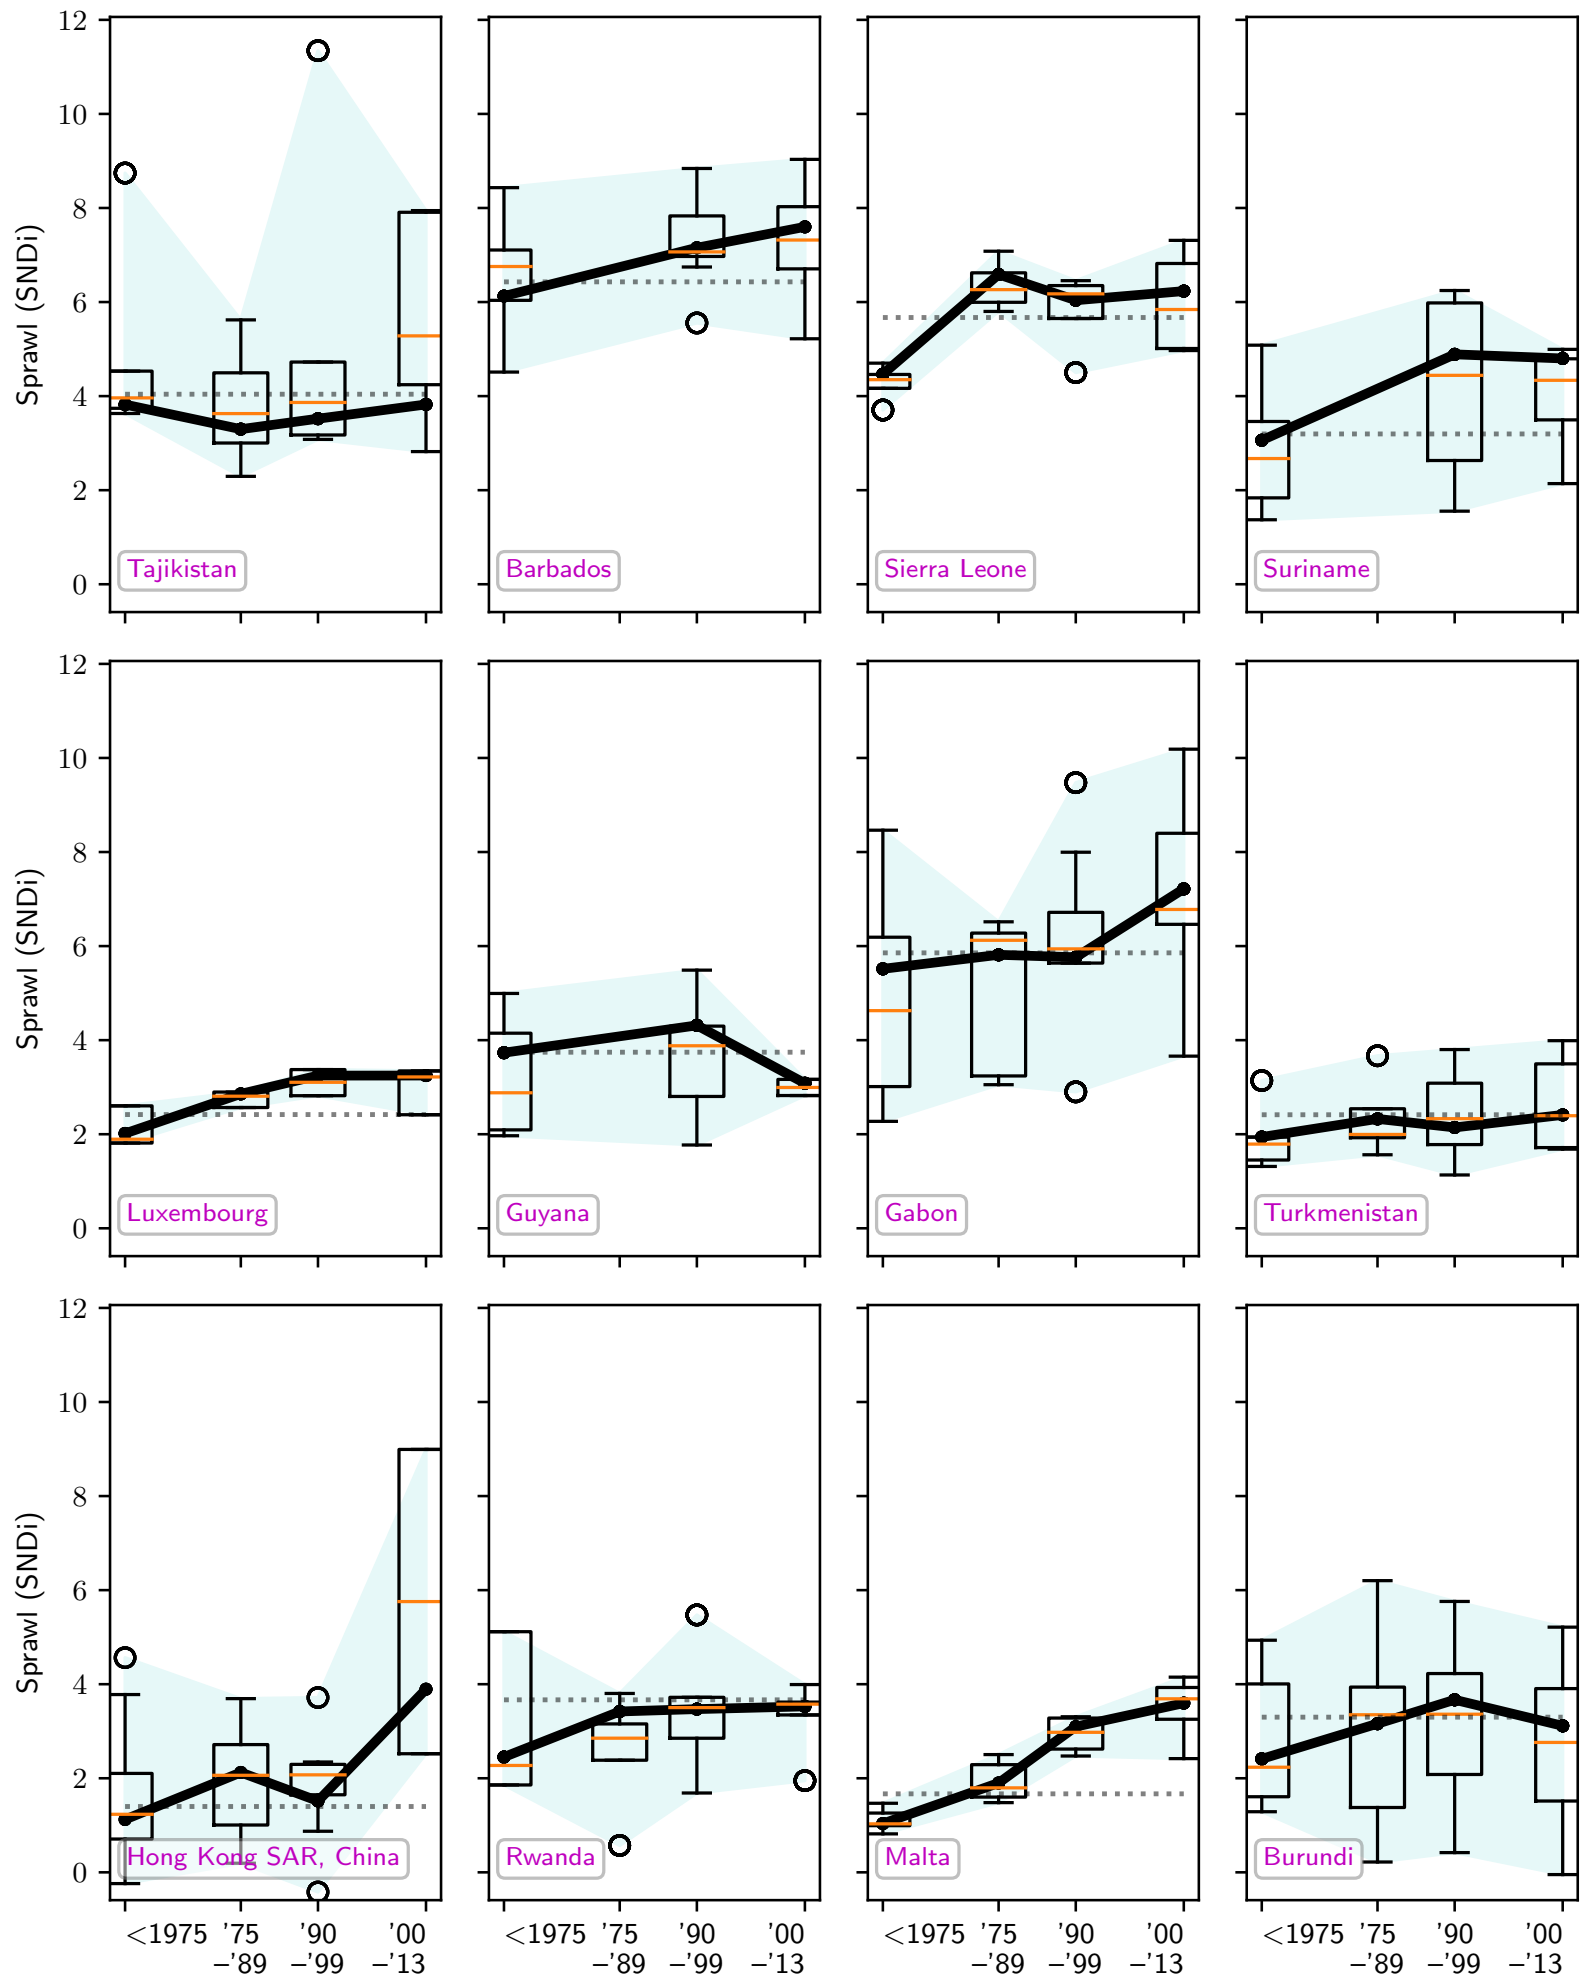 12
10
8
6
4
2
0
Sprawl (SNDi)
Tajikistan
Barbados
Sierra Leone
Suriname
12
10
8
6
4
2
0
Sprawl (SNDi)
Luxembourg
Guyana
Gabon
Turkmenistan
12
10
8
6
4
2
0
Sprawl (SNDi)
Hong Kong SAR, China
Rwanda
Malta
Burundi
<1975 '75 '90 '00
–'89 –'99 –'13
<1975 '75 '90 '00
–'89 –'99 –'13
<1975 '75 '90 '00
–'89 –'99 –'13
<1975 '75 '90 '00
–'89 –'99 –'13